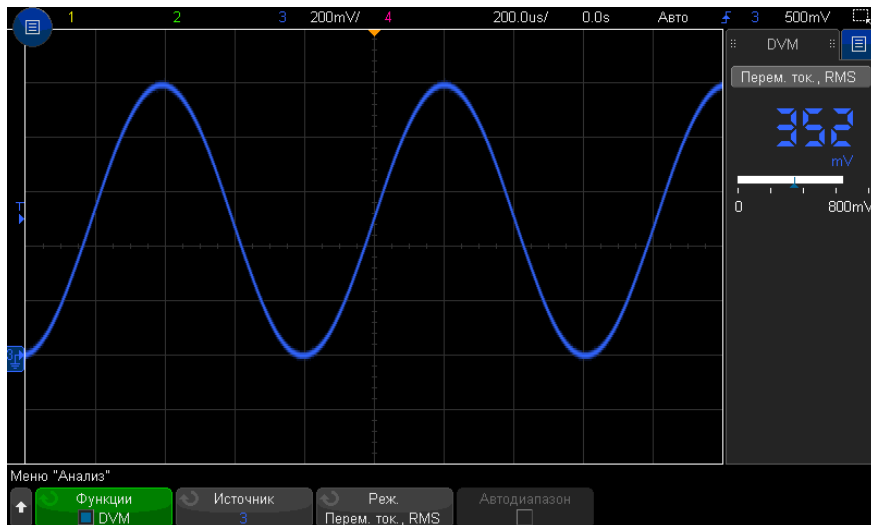 1 2 3 200mV/ 4 200.0us/ 0.0s Авто 3 500mV
DVM
Перем. ток., RMS
352
mV
0 800mV
T
3
Меню "Анализ"
Функции
DVM
Источник
3
Реж.
Перем. ток., RMS
Автодиапазон